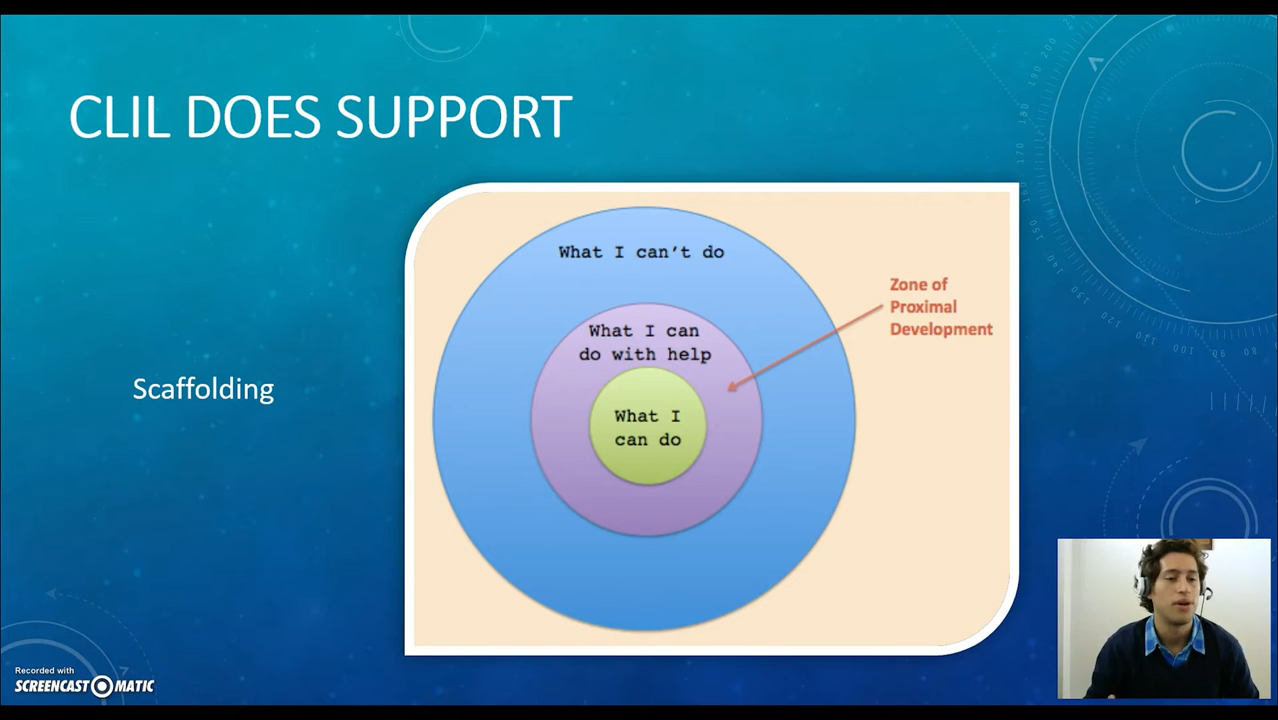 CLIL DOES SUPPORT
Scaffolding
What I can't do
What I can
do with help
What I
can do
Zone of
Proximal
Development
Recorded with
SCREENCAST MATIC